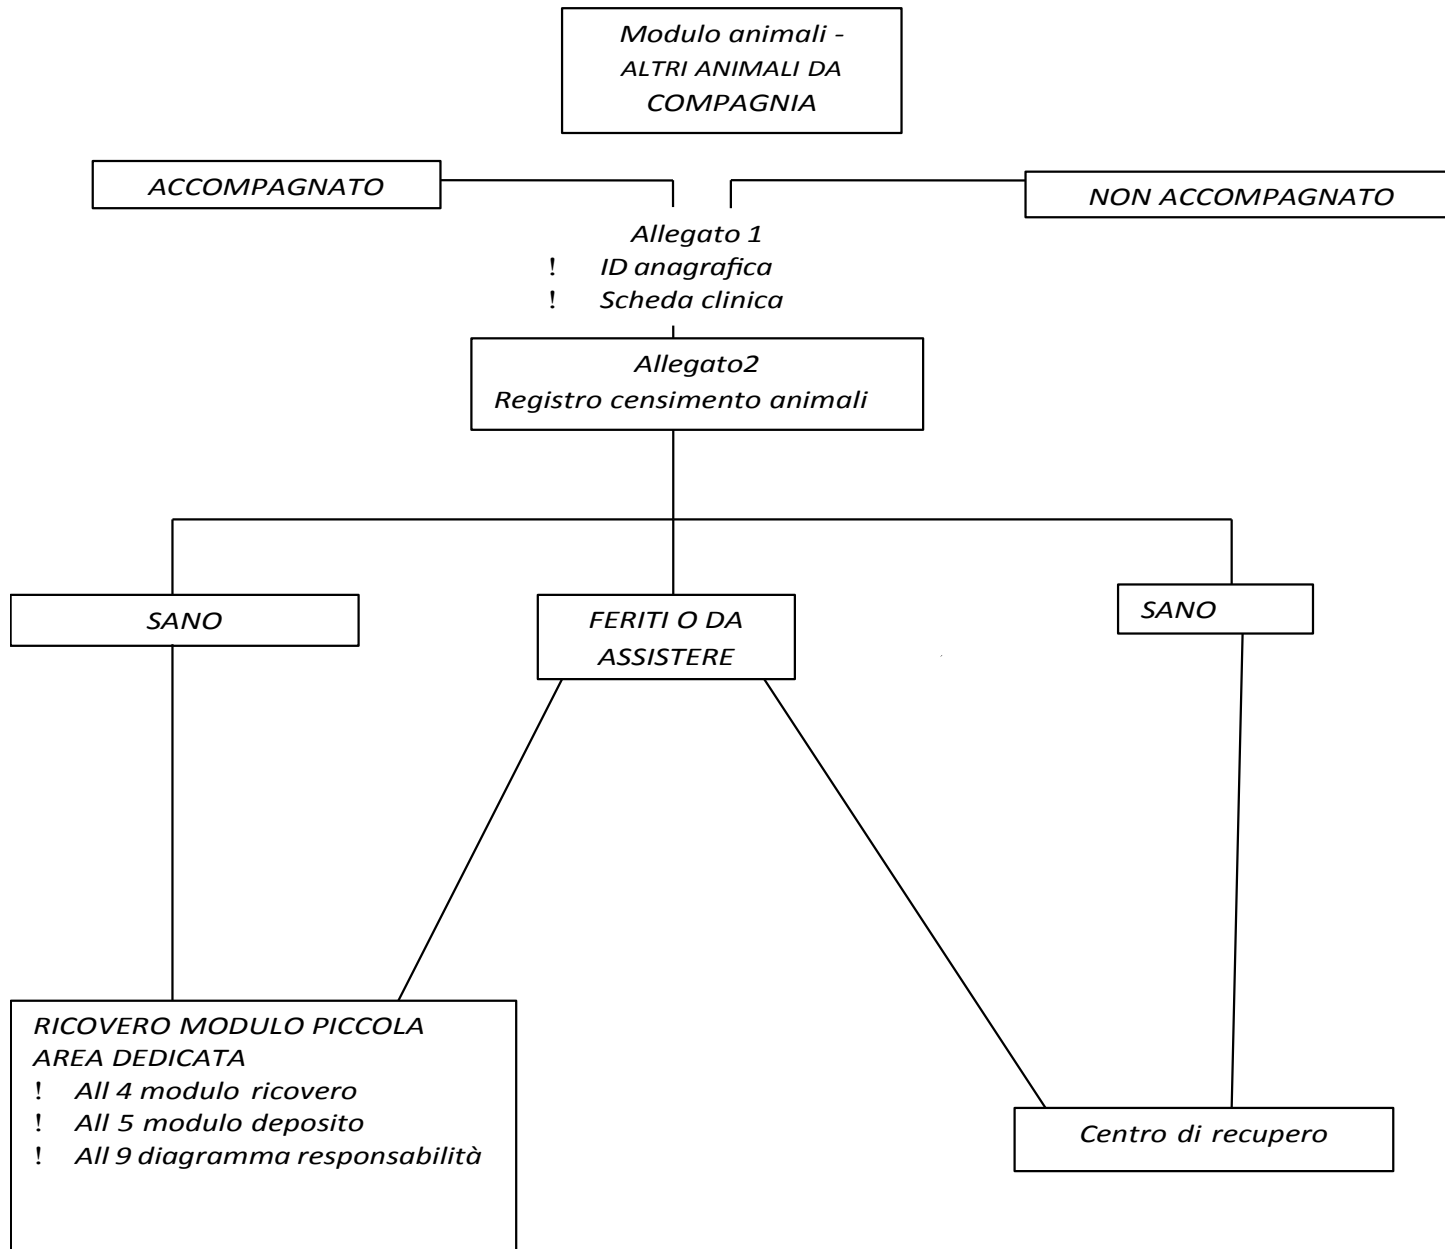 Modulo animali -
ALTRI ANIMALI DA
COMPAGNIA
ACCOMPAGNATO
NON ACCOMPAGNATO
Allegato 1
! ID anagrafica
! Scheda clinica
Allegato2
Registro censimento animali
SANO
FERITI O DA
ASSISTERE
SANO
RICOVERO MODULO PICCOLA
AREA DEDICATA
! All 4 modulo ricovero
! All 5 modulo deposito
! All 9 diagramma responsabilità
Centro di recupero